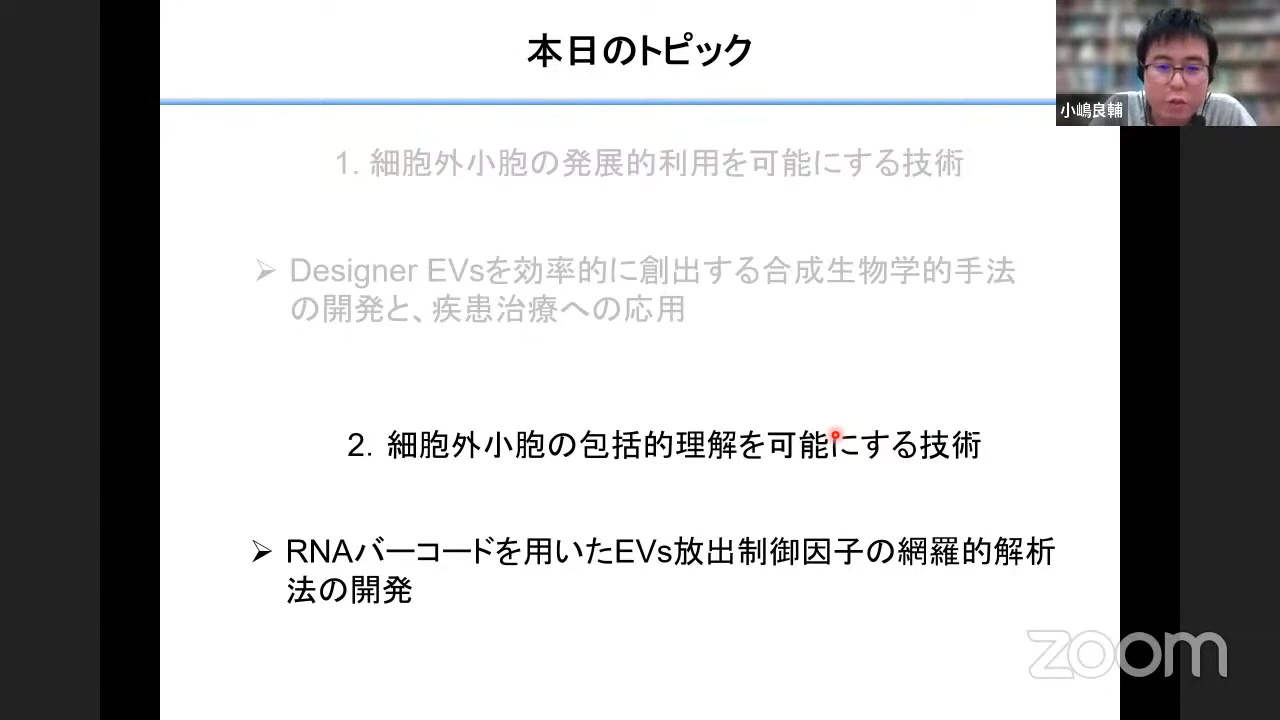 本日のトピック
小嶋良輔
1. 細胞外小胞の発展的利用を可能にする技術
➢ Designer EVsを効率的に創出する合成生物学的手法
の開発と、疾患治療への応用
2. 細胞外小胞の包括的理解を可能にする技術
➢ RNAバーコードを用いたEVs放出制御因子の網羅的解析
法の開発
zoom